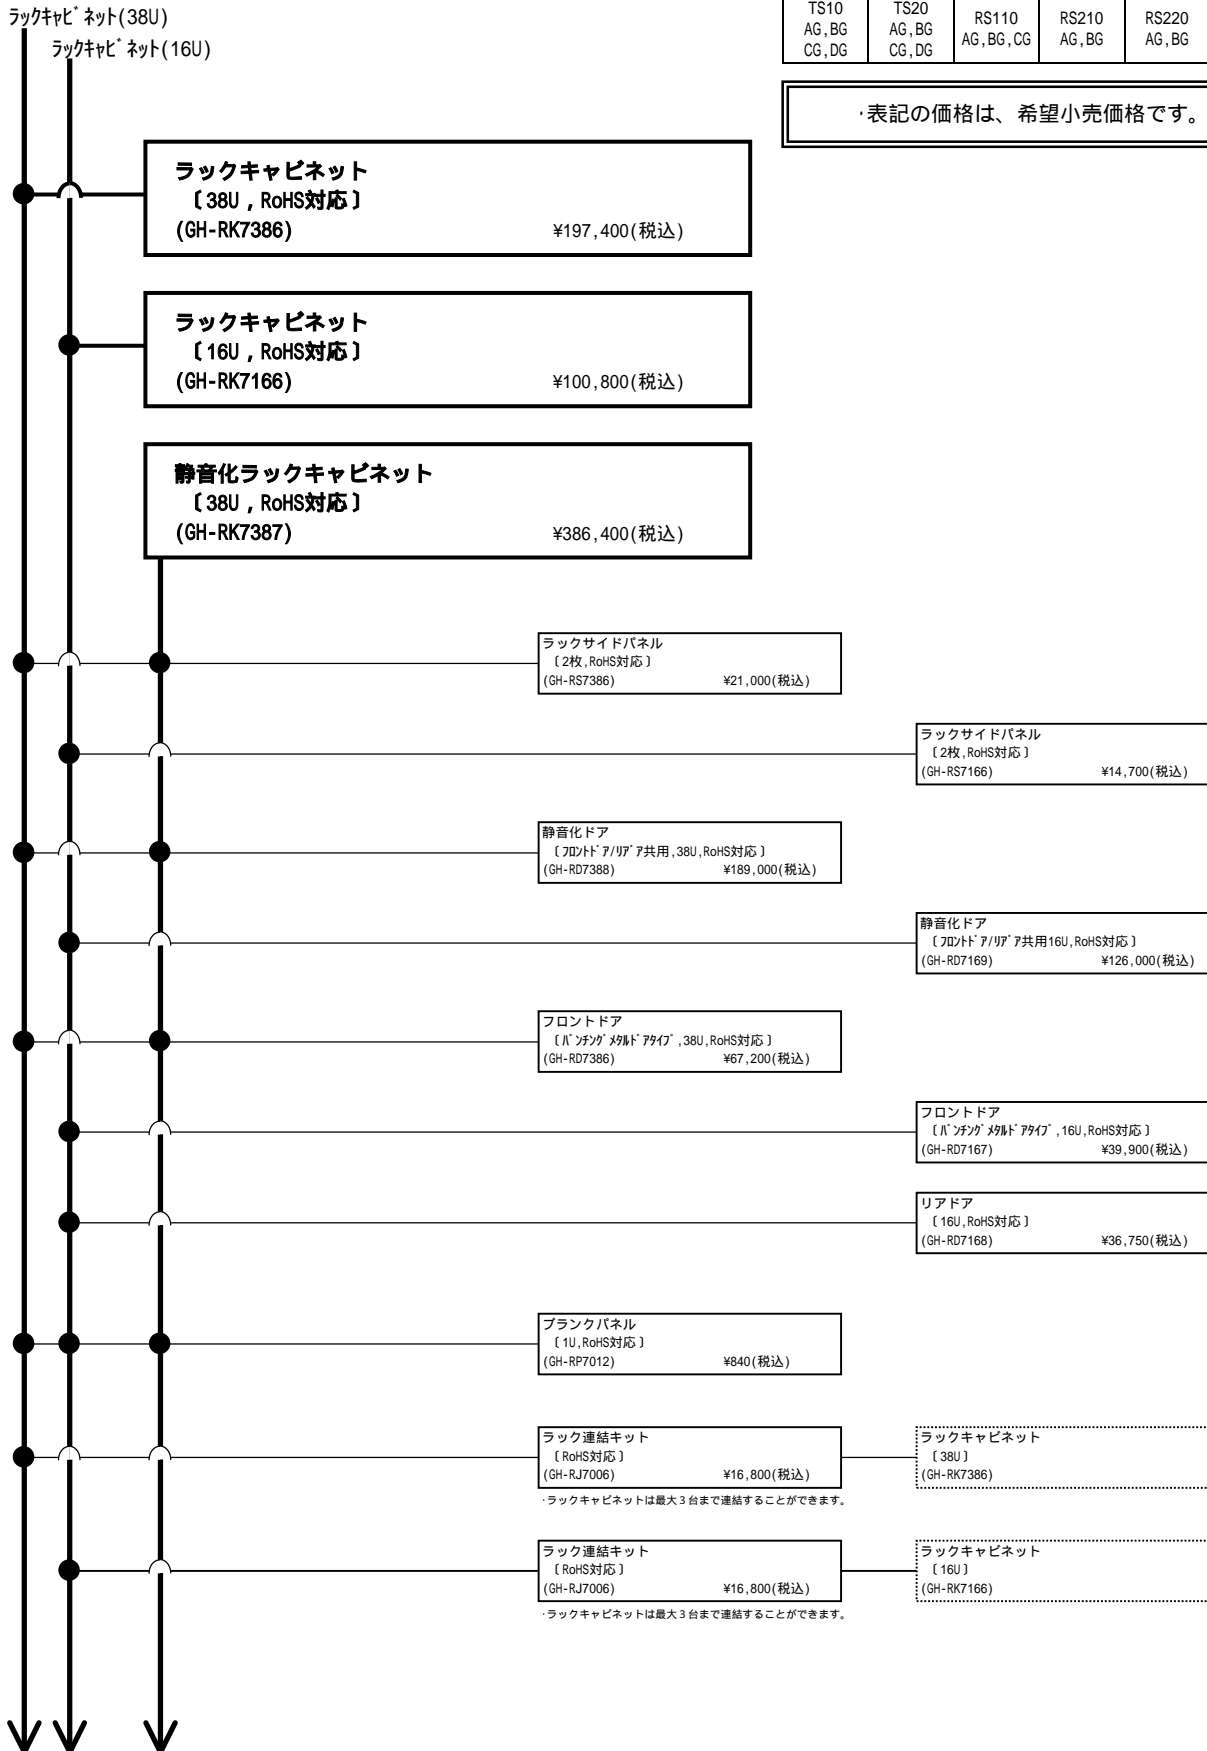 ﾗｯｸｷｬﾋﾞﾈｯﾄ(38U)
ﾗｯｸｷｬﾋﾞﾈｯﾄ(16U)
TS10
AG,BG
CG,DG
TS20
AG,BG
CG,DG
RS110
AG,BG,CG
RS210
AG,BG
RS220
AG,BG
・表記の価格は、希望小売価格です。
ラックキャビネット
〔38U，RoHS対応〕
(GH-RK7386) ¥197,400(税込)
ラックキャビネット
〔16U，RoHS対応〕
(GH-RK7166) ¥100,800(税込)
静音化ラックキャビネット
〔38U，RoHS対応〕
(GH-RK7387) ¥386,400(税込)
ラックサイドパネル
〔2枚,RoHS対応〕
(GH-RS7386) ¥21,000(税込)
ラックサイドパネル
〔2枚,RoHS対応〕
(GH-RS7166) ¥14,700(税込)
静音化ドア
〔ﾌﾛﾝﾄﾄﾞｱ/ﾘｱﾄﾞｱ共用,38U,RoHS対応〕
(GH-RD7388) ¥189,000(税込)
静音化ドア
〔ﾌﾛﾝﾄﾄﾞｱ/ﾘｱﾄﾞｱ共用16U,RoHS対応〕
(GH-RD7169) ¥126,000(税込)
フロントドア
〔ﾊﾟﾝﾁﾝｸﾞﾒﾀﾙﾄﾞｱﾀｲﾌﾟ,38U,RoHS対応〕
(GH-RD7386) ¥67,200(税込)
フロントドア
〔ﾊﾟﾝﾁﾝｸﾞﾒﾀﾙﾄﾞｱﾀｲﾌﾟ,16U,RoHS対応〕
(GH-RD7167) ¥39,900(税込)
リアドア
〔16U,RoHS対応〕
(GH-RD7168) ¥36,750(税込)
ブランクパネル
〔1U,RoHS対応〕
(GH-RP7012) ¥840(税込)
ラック連結キット
〔RoHS対応〕
(GH-RJ7006) ¥16,800(税込)
・ラックキャビネットは最大３台まで連結することができます。
ラックキャビネット
〔38U〕
(GH-RK7386)
ラック連結キット
〔RoHS対応〕
(GH-RJ7006) ¥16,800(税込)
・ラックキャビネットは最大３台まで連結することができます。
ラックキャビネット
〔16U〕
(GH-RK7166)